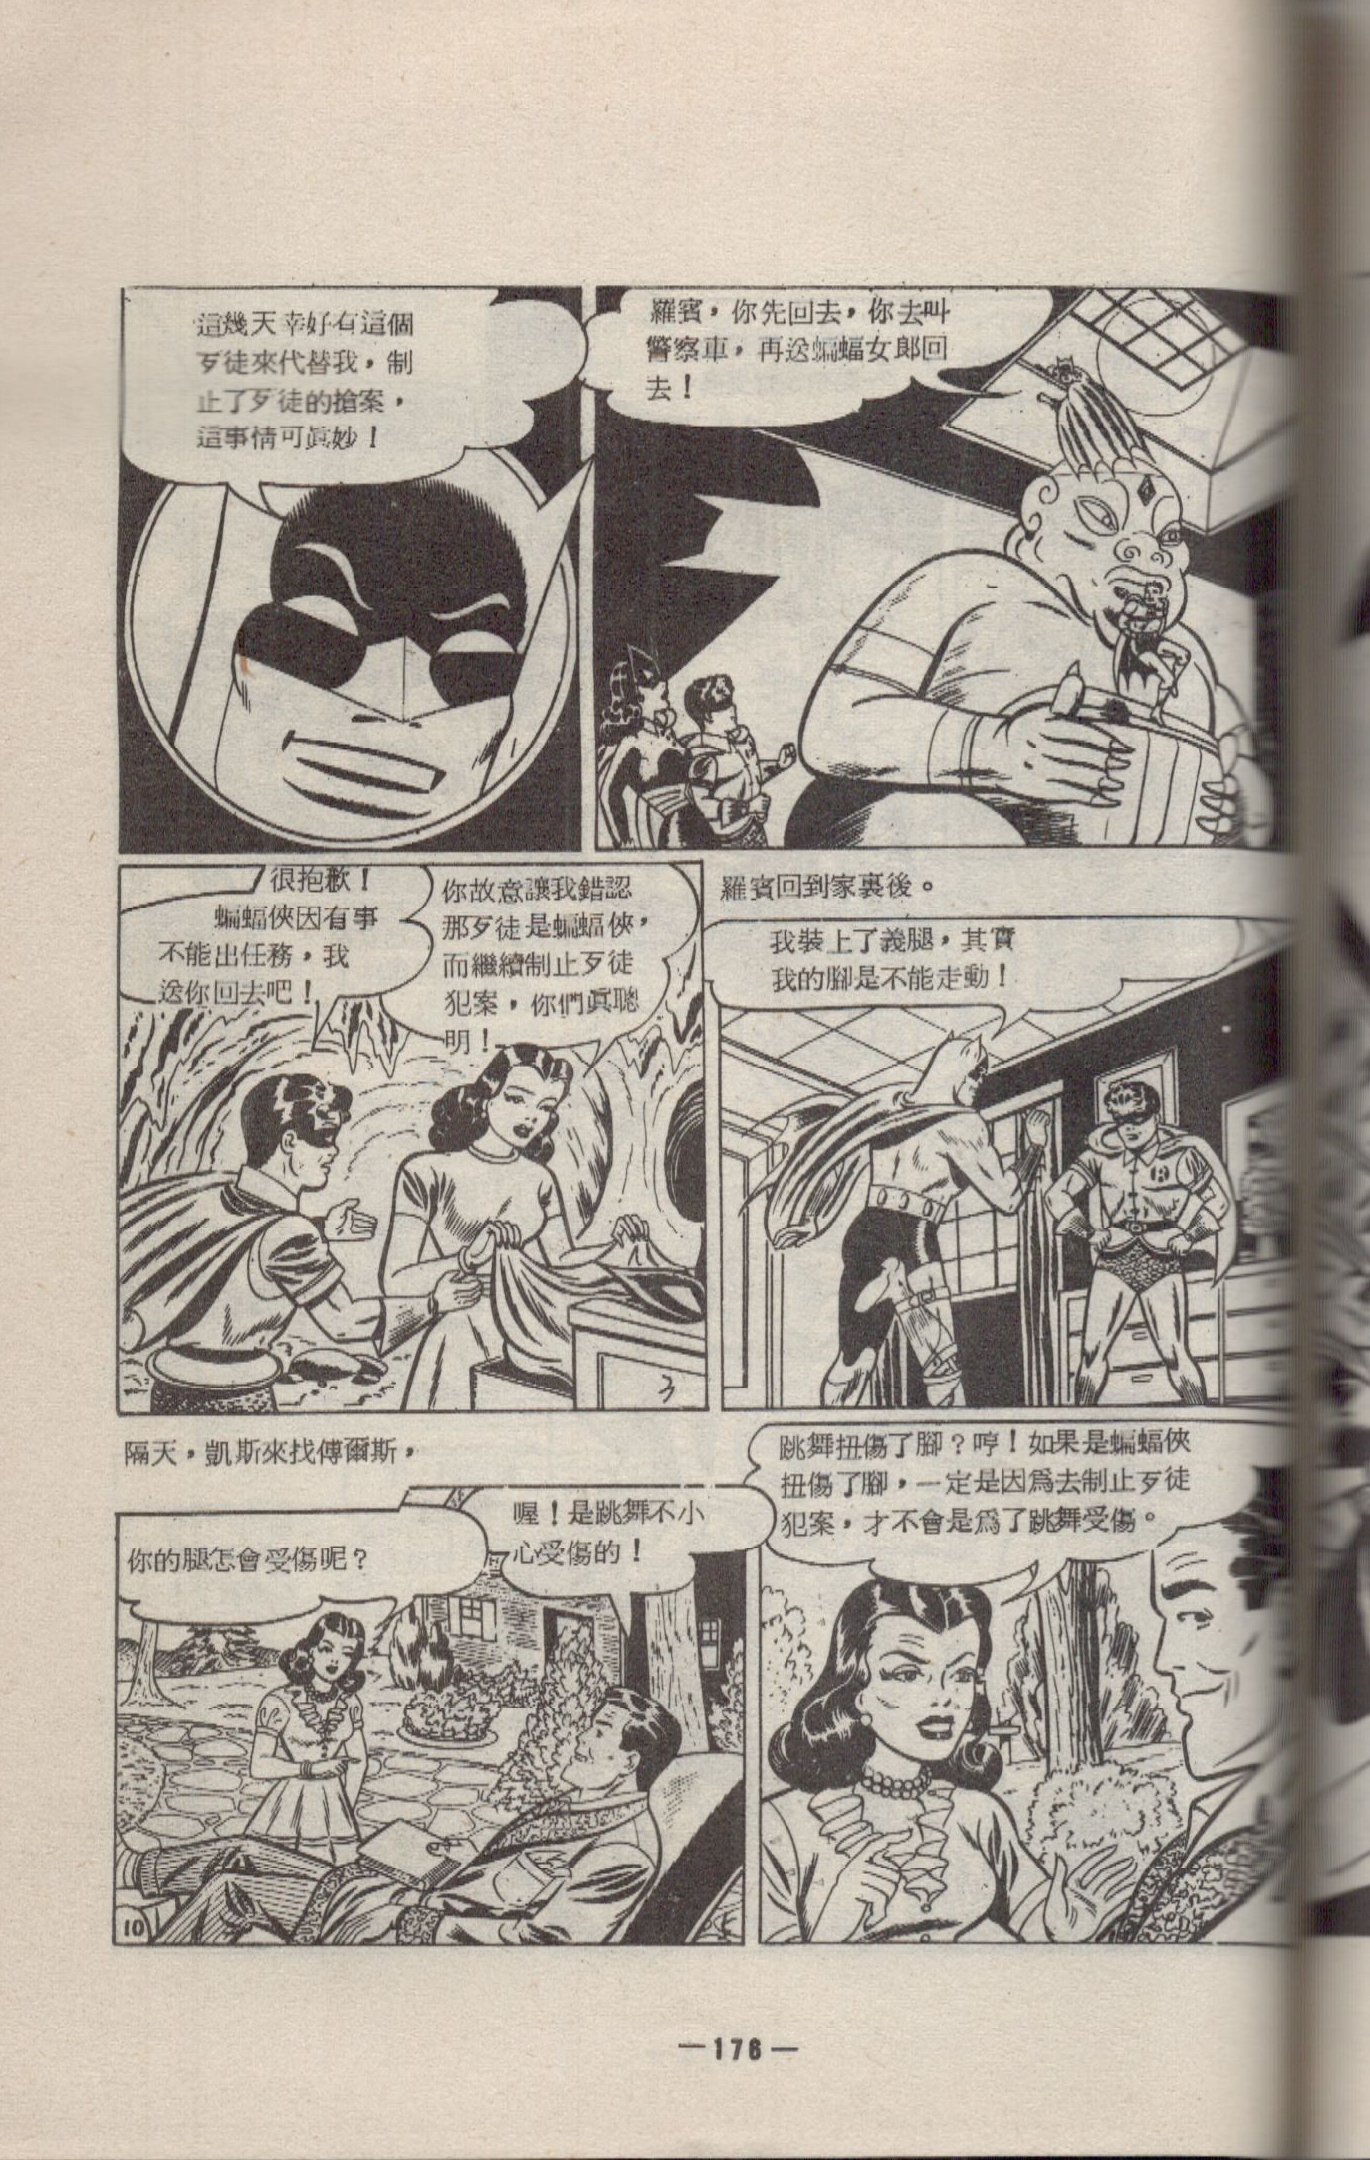 這幾天幸好有這個
歹徒來代替我，制
止了歹徒的搶案，
這事情可眞妙！
羅賓，你先回去，你去叫
警察車，再送蝙蝠女郎回
去！
很抱歉！
蝙蝠俠因有事
不能出任務，我
送你回去吧！
你故意讓我錯認
那歹徒是蝙蝠俠，
而繼續制止歹徒
犯案，你們眞聰
明！
3
羅賓回到家裏後。
我裝上了義腿，其實
我的腳是不能走動！
R
隔天，凱斯來找傅爾斯，
你的腿怎會受傷呢？
喔！是跳舞不小
心受傷的！
10
跳舞扭傷了腳？哼！如果是蝙蝠俠
扭傷了腳，一定是因爲去制止歹徒
犯案，才不會是爲了跳舞受傷。
—176—